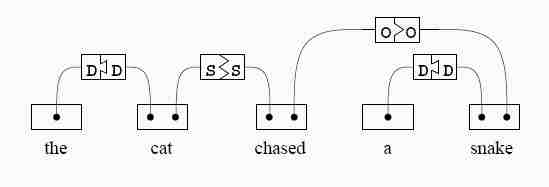 O O
D D S S D D
the cat chased a snake